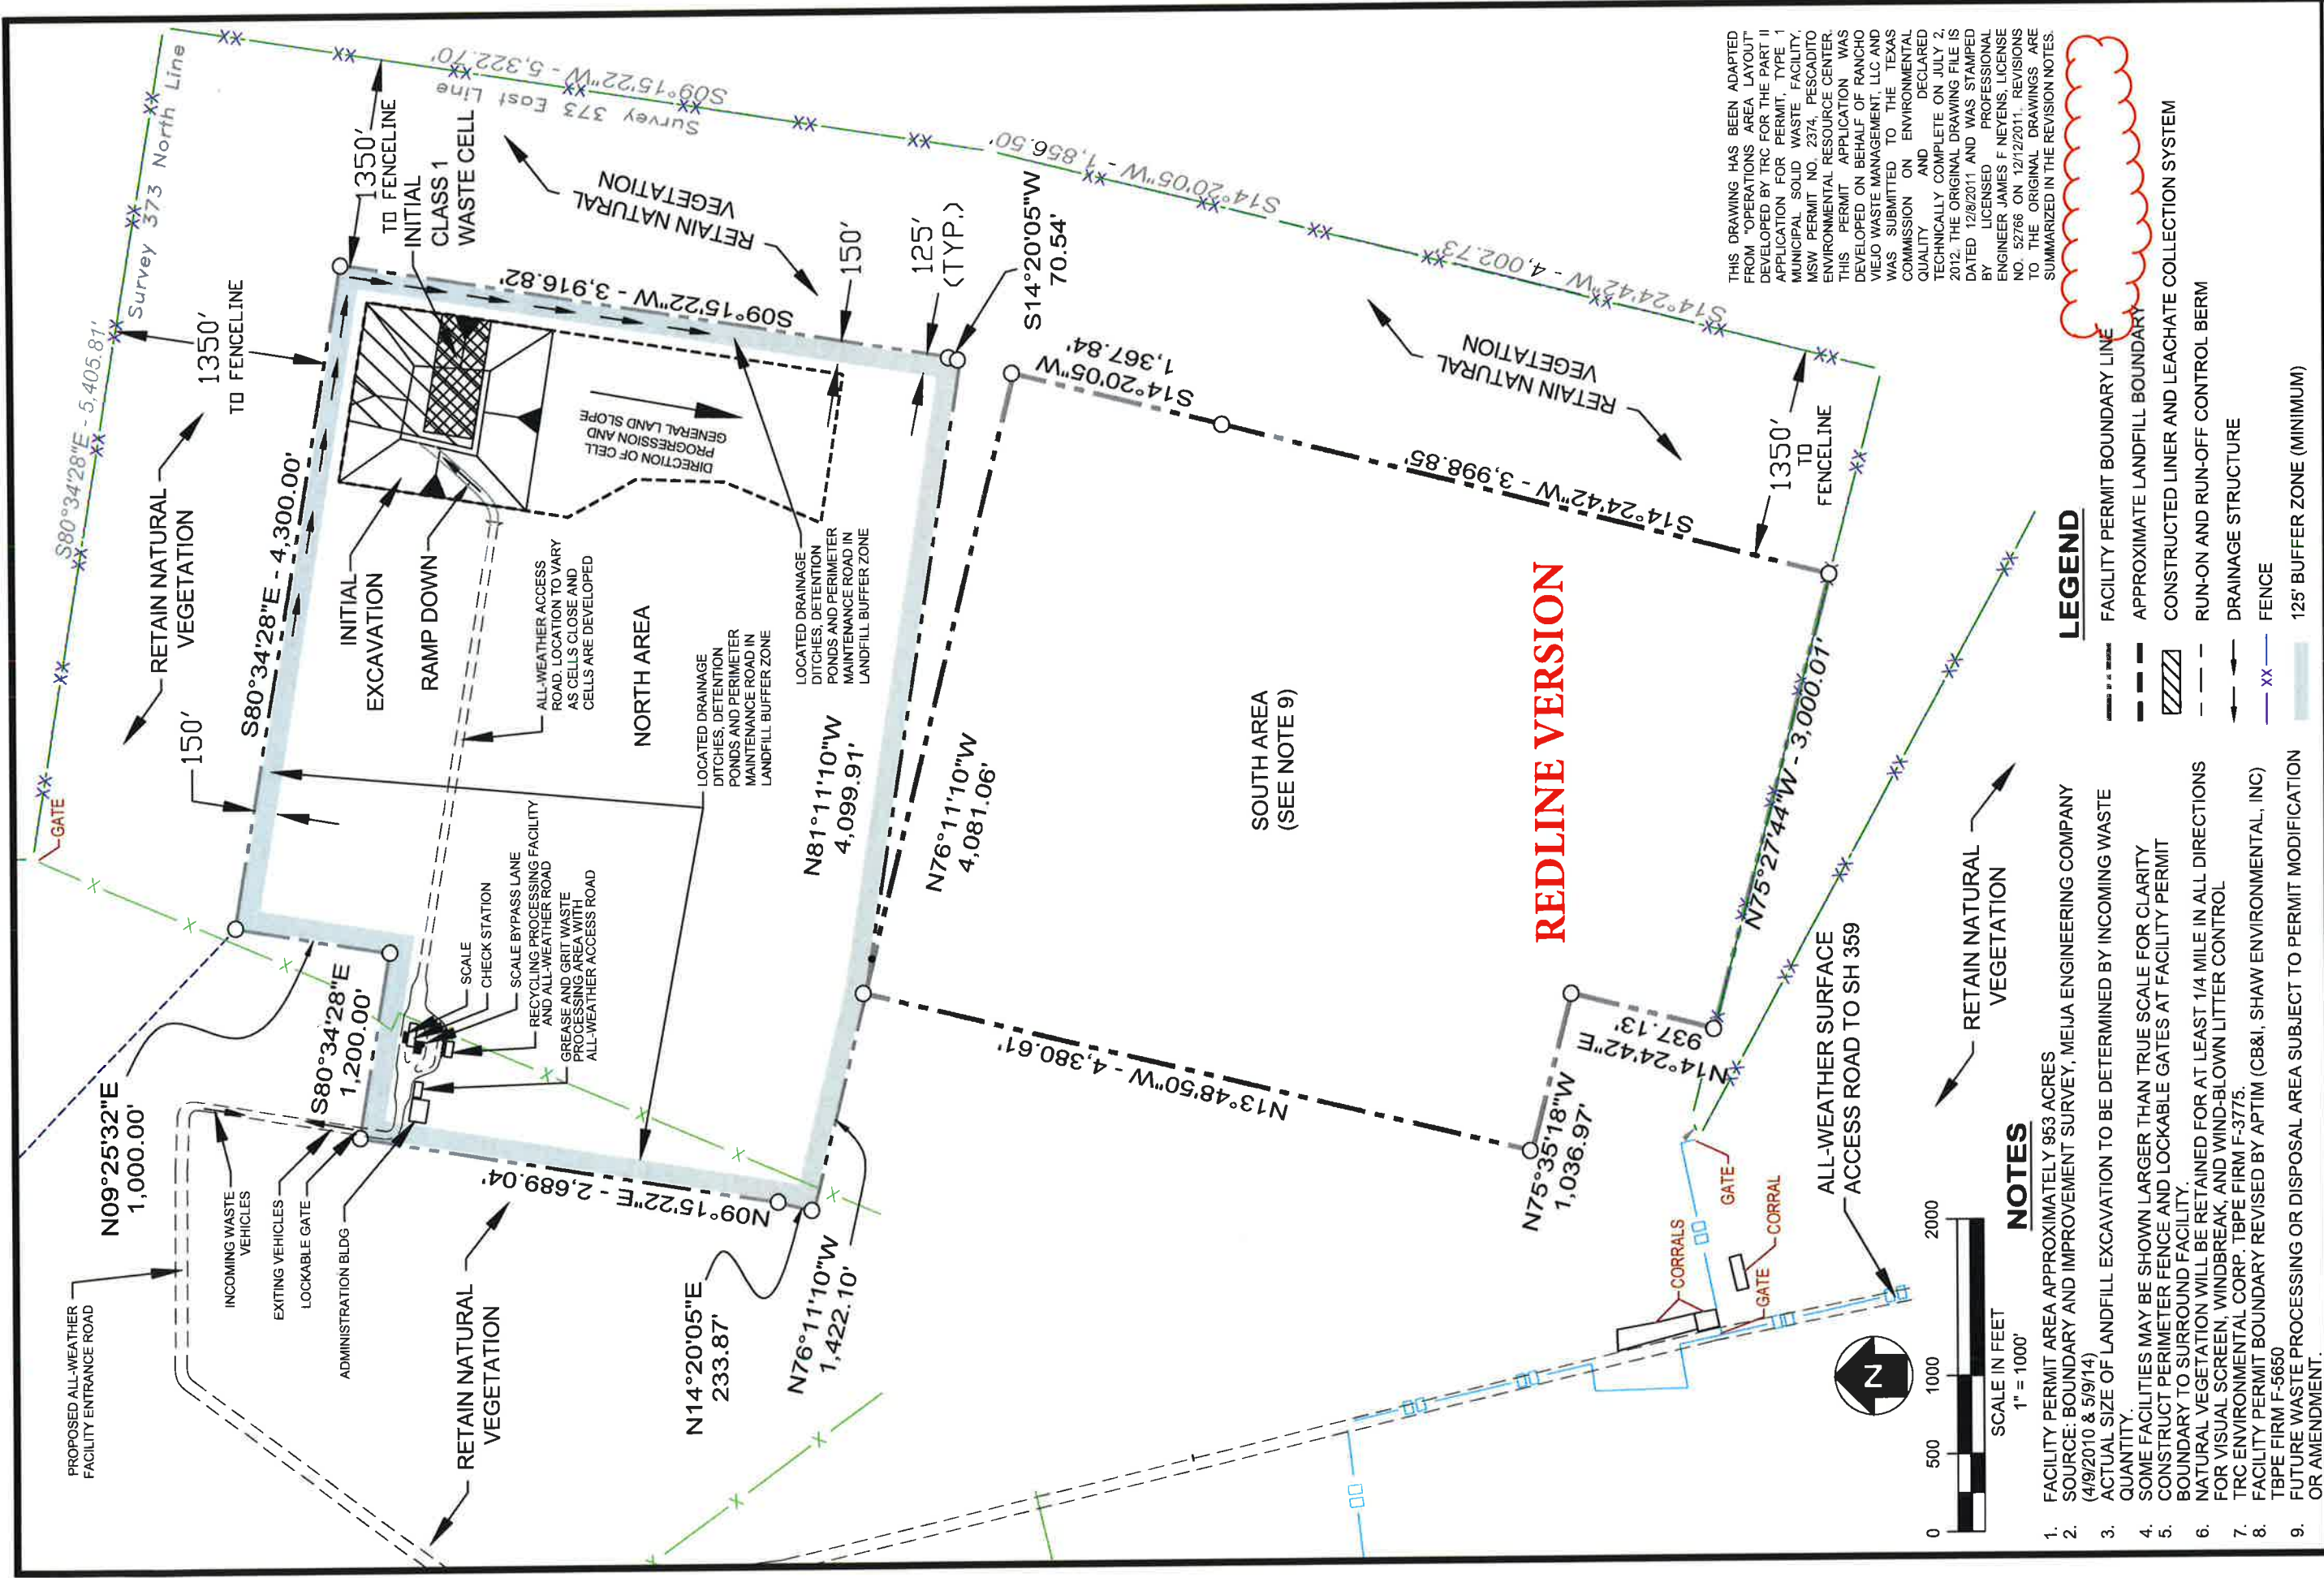 PROPOSED ALL-WEATHER
FACILITY ENTRANCE ROAD
INCOMING WASTE
VEHICLES
EXITING VEHICLES
LOCKABLE GATE
ADMINISTRATION BLDG
RETAIN NATURAL
VEGETATION
N09°25'32"E
1,000.00'
S80°34'28"E
1,200.00'
N09°15'22"E - 2,689.04'
N14°20'05"E
233.87'
N76°11'10"W
1,422.10'
GATE
S80°34'28"E - 5,405.81'
Survey 373 North Line
RETAIN NATURAL
VEGETATION
150'
1350'
TO FENCELINE
S80°34'28"E - 4,300.00'
1350'
TO FENCELINE
INITIAL
CLASS 1
WASTE CELL
S09°15'22"W - 5,322.70'
Survey 373 East Line
RETAIN NATURAL
VEGETATION
INITIAL
EXCAVATION
RAMP DOWN
ALL-WEATHER ACCESS
ROAD. LOCATION TO VARY
AS CELLS CLOSE AND
CELLS ARE DEVELOPED
NORTH AREA
DIRECTION OF CELL
PROGRESSION AND
GENERAL LAND SLOPE
S09°15'22"W - 3,916.82'
150'
125'
(TYP.)
S14°20'05"W
70.54'
SCALE
CHECK STATION
SCALE BYPASS LANE
RECYCLING PROCESSING FACILITY
AND ALL-WEATHER ROAD
GREASE AND GRIT WASTE
PROCESSING AREA WITH
ALL-WEATHER ACCESS ROAD
LOCATED DRAINAGE
DITCHES, DETENTION
PONDS AND PERIMETER
MAINTENANCE ROAD IN
LANDFILL BUFFER ZONE
LOCATED DRAINAGE
DITCHES, DETENTION
PONDS AND PERIMETER
MAINTENANCE ROAD IN
LANDFILL BUFFER ZONE
N81°11'10"W
4,099.91'
N76°11'10"W
4,081.06'
S14°20'05"W - 1,856.50'
S14°20'05"W
1,367.84'
S14°24'42"W - 4,002.73'
RETAIN NATURAL
VEGETATION
S14°24'42"W - 3,998.85'
1350'
TO
FENCELINE
SOUTH AREA
(SEE NOTE 9)
REDLINE VERSION
N13°48'50"W - 4,380.61'
N75°35'18"W
1,036.97'
N14°24'42"E
937.13'
N75°27'44"W - 3,000.01'
GATE
CORRALS
CORRAL
GATE
ALL-WEATHER SURFACE
ACCESS ROAD TO SH 359
RETAIN NATURAL
VEGETATION
THIS DRAWING HAS BEEN ADAPTED
FROM "OPERATIONS AREA LAYOUT"
DEVELOPED BY TRC FOR THE PART II
APPLICATION FOR PERMIT, TYPE 1
MUNICIPAL SOLID WASTE FACILITY,
MSW PERMIT NO. 2374, PESCADITO
ENVIRONMENTAL RESOURCE CENTER.
THIS PERMIT APPLICATION WAS
DEVELOPED ON BEHALF OF RANCHO
VIEJO WASTE MANAGEMENT, LLC AND
WAS SUBMITTED TO THE TEXAS
COMMISSION ON ENVIRONMENTAL
QUALITY AND DECLARED
TECHNICALLY COMPLETE ON JULY 2,
2012. THE ORIGINAL DRAWING FILE IS
DATED 12/8/2011 AND WAS STAMPED
BY LICENSED PROFESSIONAL
ENGINEER JAMES F NEYENS, LICENSE
NO. 52766 ON 12/12/2011. REVISIONS
TO THE ORIGINAL DRAWINGS ARE
SUMMARIZED IN THE REVISION NOTES.
N
0 500 1000 2000
SCALE IN FEET
1" = 1000'
NOTES
1. FACILITY PERMIT AREA APPROXIMATELY 953 ACRES
2. SOURCE: BOUNDARY AND IMPROVEMENT SURVEY, MEIJA ENGINEERING COMPANY
(4/9/2010 & 5/9/14)
3. ACTUAL SIZE OF LANDFILL EXCAVATION TO BE DETERMINED BY INCOMING WASTE
QUANTITY.
4. SOME FACILITIES MAY BE SHOWN LARGER THAN TRUE SCALE FOR CLARITY
5. CONSTRUCT PERIMETER FENCE AND LOCKABLE GATES AT FACILITY PERMIT
BOUNDARY TO SURROUND FACILITY.
6. NATURAL VEGETATION WILL BE RETAINED FOR AT LEAST 1/4 MILE IN ALL DIRECTIONS
FOR VISUAL SCREEN, WINDBREAK, AND WIND-BLOWN LITTER CONTROL
7. TRC ENVIRONMENTAL CORP. TBPE FIRM F-3775.
8. FACILITY PERMIT BOUNDARY REVISED BY APTIM (CB&I, SHAW ENVIRONMENTAL, INC)
TBPE FIRM F-5650
9. FUTURE WASTE PROCESSING OR DISPOSAL AREA SUBJECT TO PERMIT MODIFICATION
OR AMENDMENT.
LEGEND
FACILITY PERMIT BOUNDARY LINE
APPROXIMATE LANDFILL BOUNDARY
CONSTRUCTED LINER AND LEACHATE COLLECTION SYSTEM
RUN-ON AND RUN-OFF CONTROL BERM
DRAINAGE STRUCTURE
XX FENCE
125' BUFFER ZONE (MINIMUM)